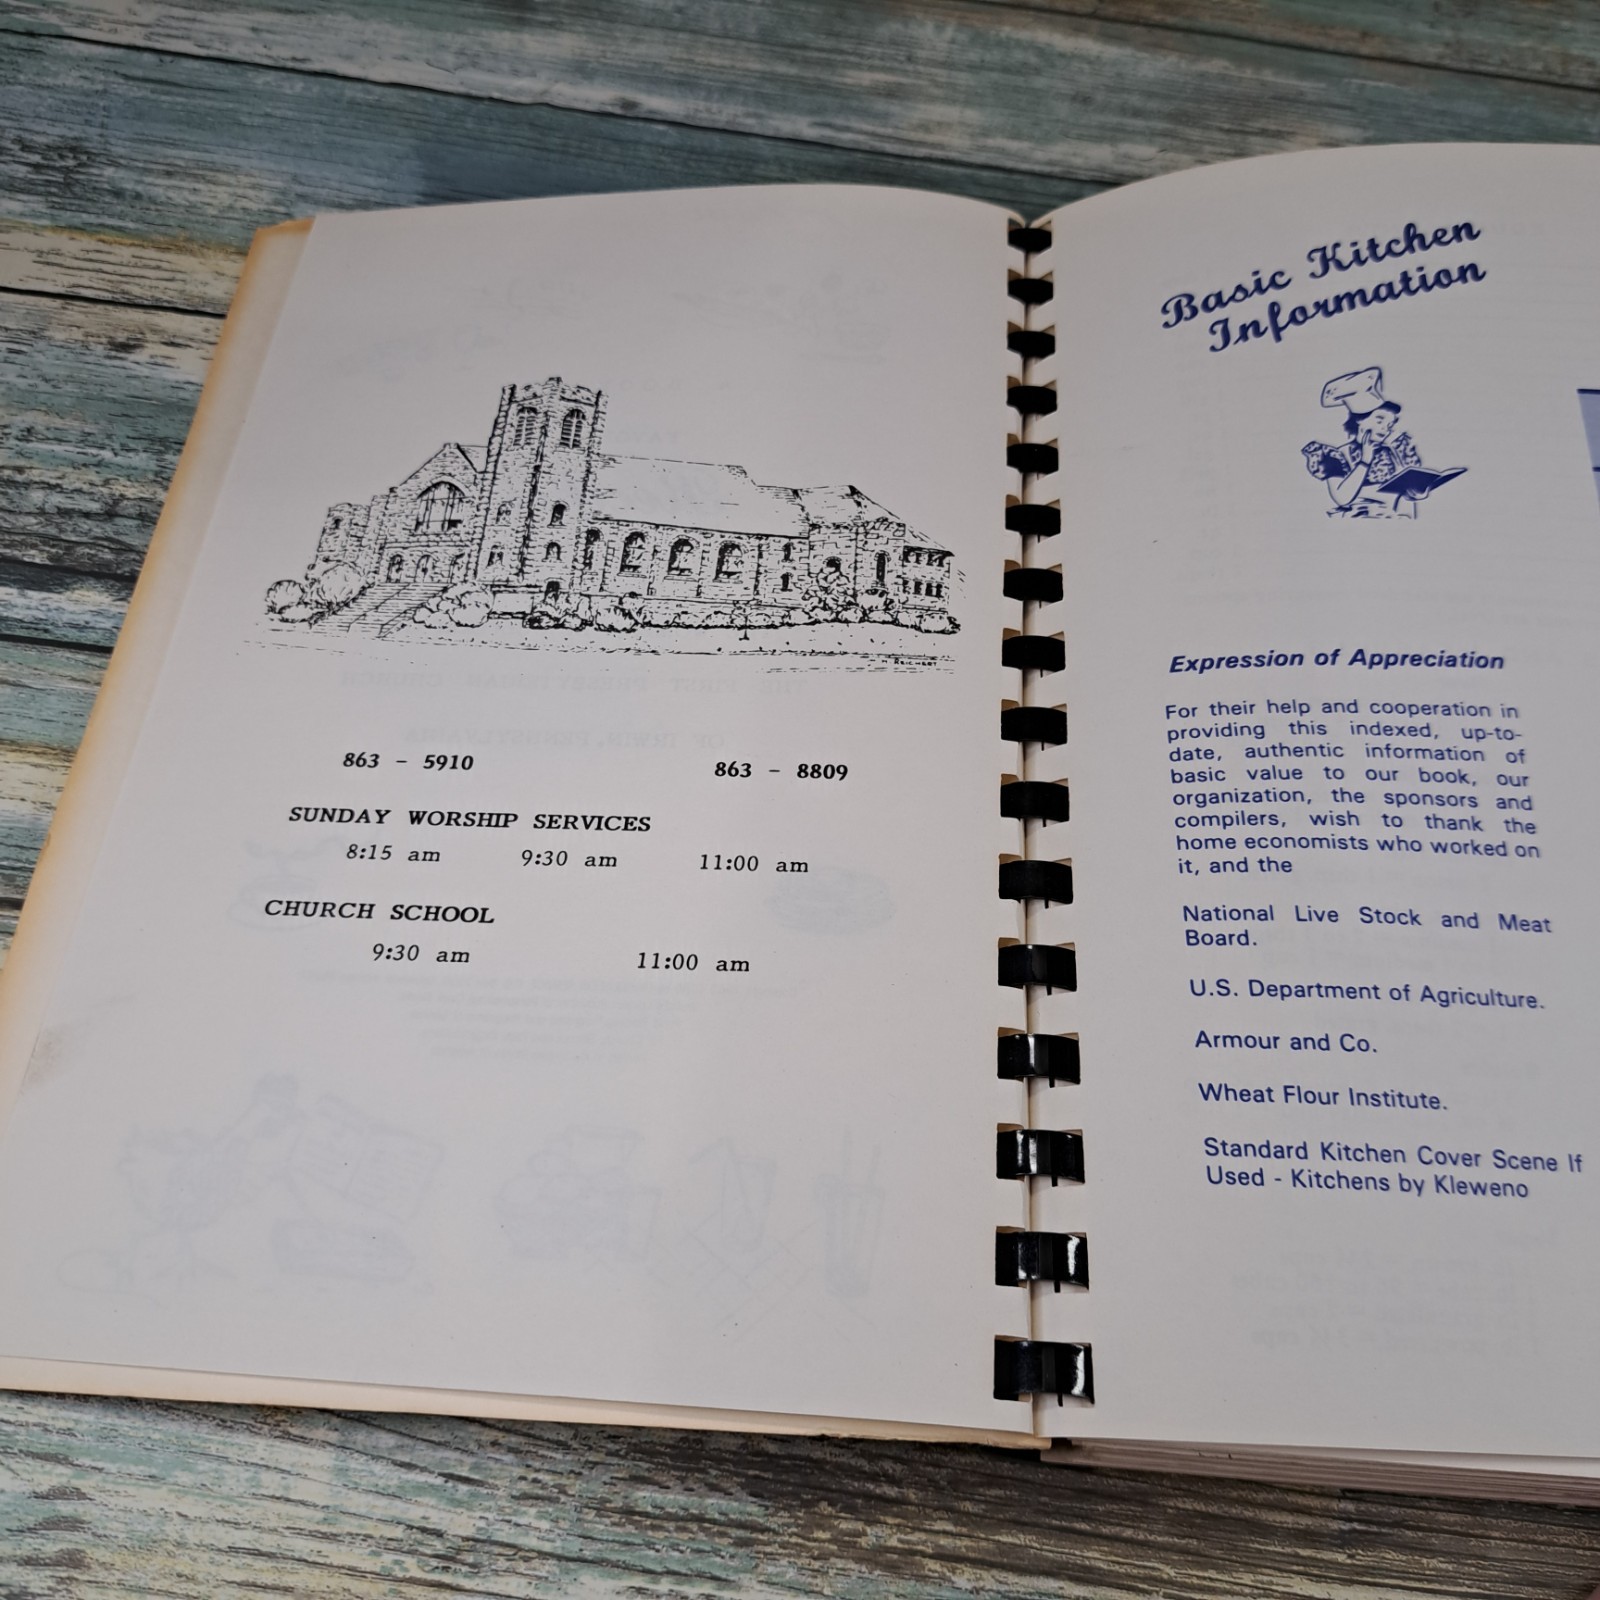 M REICHERT
863 - 5910 863 - 8809
SUNDAY WORSHIP SERVICES
8:15 am 9:30 am 11:00 am
CHURCH SCHOOL
9:30 am 11:00 am
Basic Kitchen
Information
Expression of Appreciation
For their help and cooperation in
providing this indexed, up-to-
date, authentic information of
basic value to our book, our
organization, the sponsors and
compilers, wish to thank the
home economists who worked on
it, and the
National Live Stock and Meat
Board.
U.S. Department of Agriculture.
Armour and Co.
Wheat Flour Institute.
Standard Kitchen Cover Scene If
Used - Kitchens by Kleweno